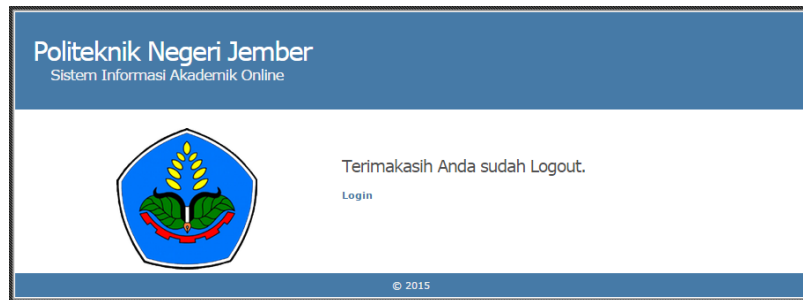 Politeknik Negeri Jember
Sistem Informasi Akademik Online
Terimakasih Anda sudah Logout.
Login
© 2015